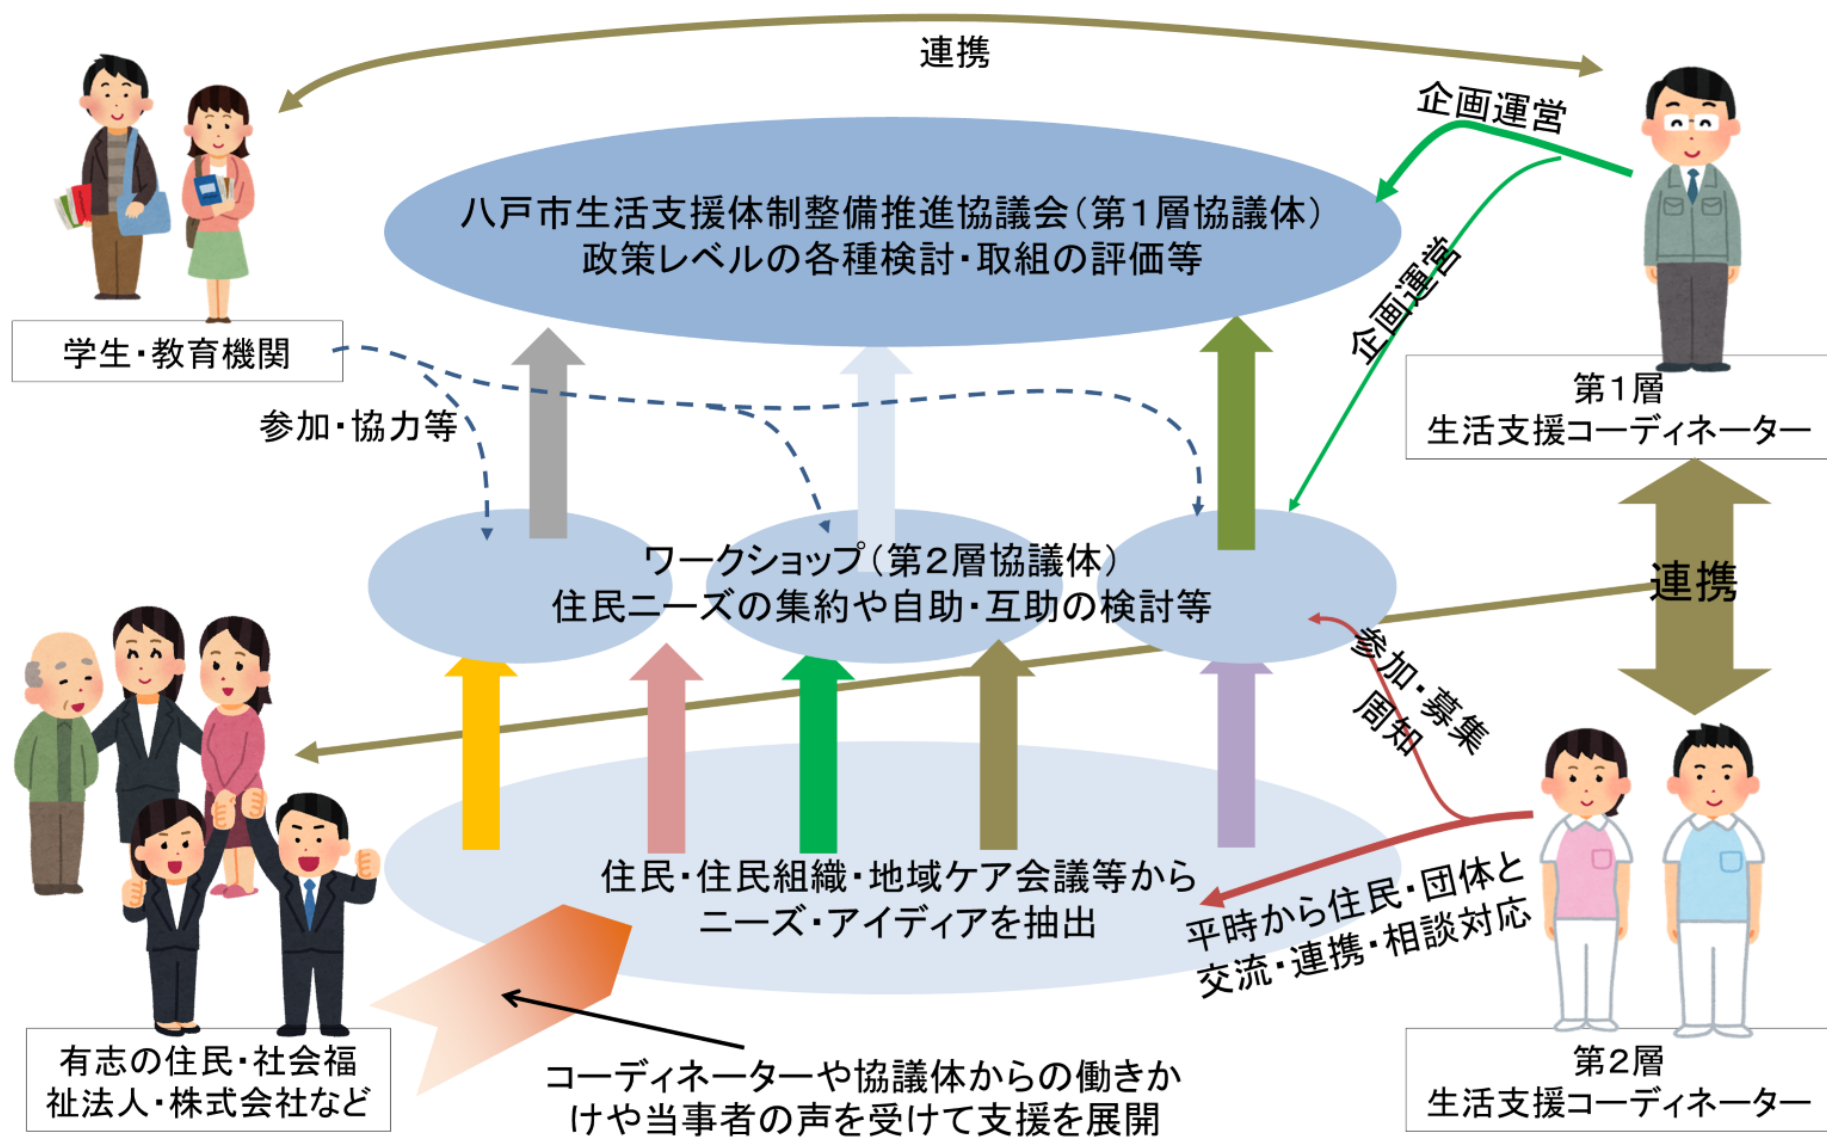 連携
企画運営
八戸市生活支援体制整備推進協議会（第１層協議体）
政策レベルの各種検討・取組の評価等
企画運営
学生・教育機関
参加・協力等
第１層
生活支援コーディネーター
ワークショップ（第２層協議体）
住民ニーズの集約や自助・互助の検討等
連携
参加・募集
周知
住民・住民組織・地域ケア会議等から
ニーズ・アイディアを抽出
平時から住民・団体と
交流・連携・相談対応
有志の住民・社会福
祉法人・株式会社など
コーディネーターや協議体からの働きか
けや当事者の声を受けて支援を展開
第２層
生活支援コーディネーター